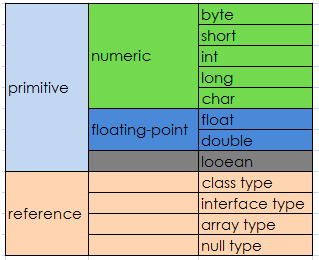 byte
short
numeric
int
long
primitive
char
floating-point
float
double
looean
class type
reference
interface type
array type
null type